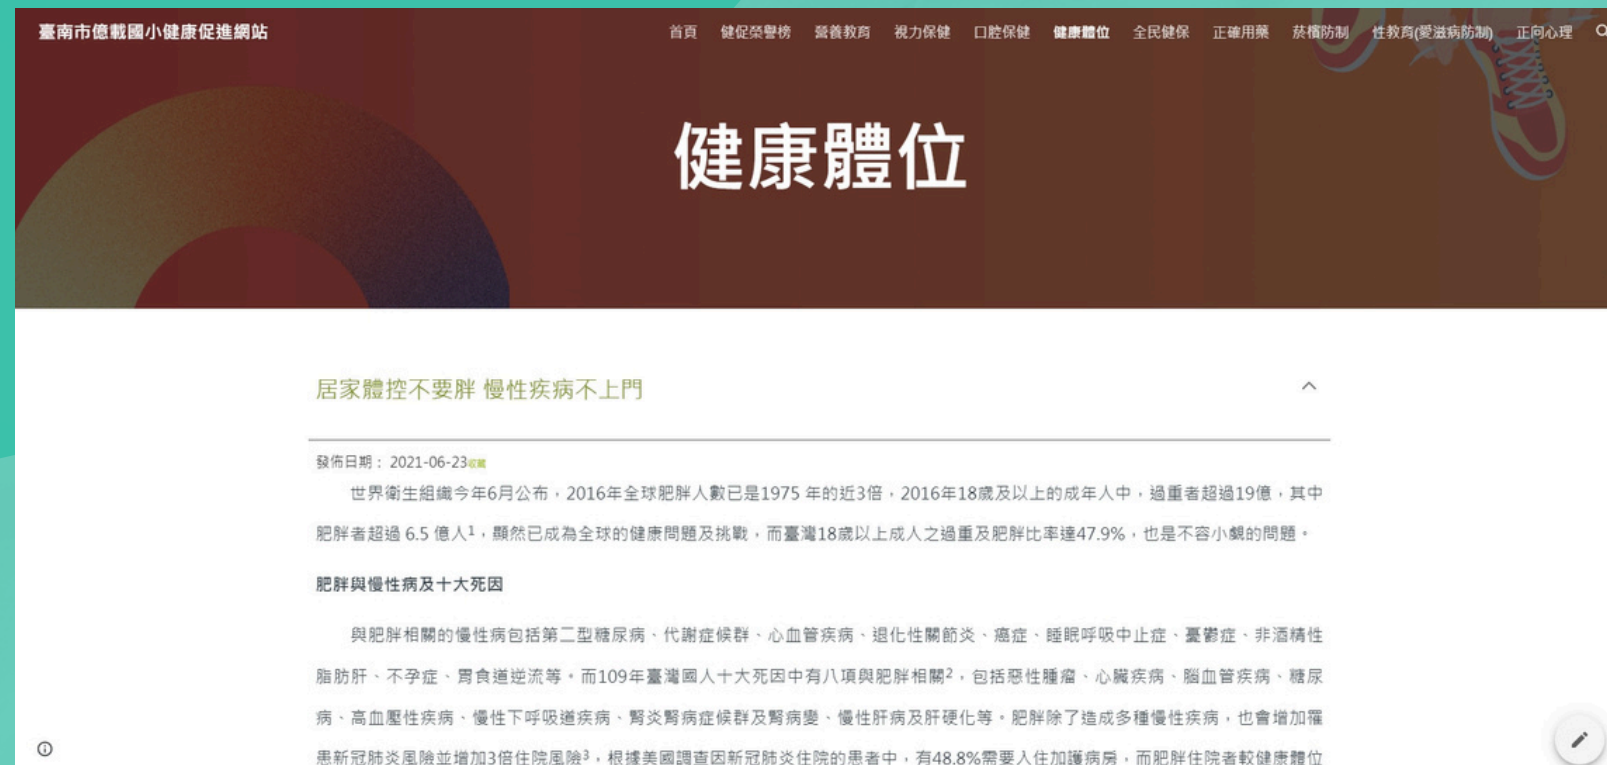 臺南市億載國小健康促進網站
首頁 健促榮譽榜 營養教育 視力保健 口腔保健 健康體位 全民健保 正確用藥 菸檳防制 性教育(愛滋病防制) 正向心理
健康體位
居家體控不要胖 慢性疾病不上門
發佈日期： 2021-06-23收藏
世界衛生組織今年6月公布，2016年全球肥胖人數已是1975 年的近3倍，2016年18歲及以上的成年人中，過重者超過19億，其中
肥胖者超過 6.5 億人1，顯然已成為全球的健康問題及挑戰，而臺灣18歲以上成人之過重及肥胖比率達47.9%，也是不容小覷的問題。
肥胖與慢性病及十大死因
與肥胖相關的慢性病包括第二型糖尿病、代謝症候群、心血管疾病、退化性關節炎、癌症、睡眠呼吸中止症、憂鬱症、非酒精性
脂肪肝、不孕症、胃食道逆流等。而109年臺灣國人十大死因中有八項與肥胖相關2，包括惡性腫瘤、心臟疾病、腦血管疾病、糖尿
病、高血壓性疾病、慢性下呼吸道疾病、腎炎腎病症候群及腎病變、慢性肝病及肝硬化等。肥胖除了造成多種慢性疾病，也會增加罹
患新冠肺炎風險並增加3倍住院風險3，根據美國調查因新冠肺炎住院的患者中，有48.8%需要入住加護病房，而肥胖住院者較健康體位